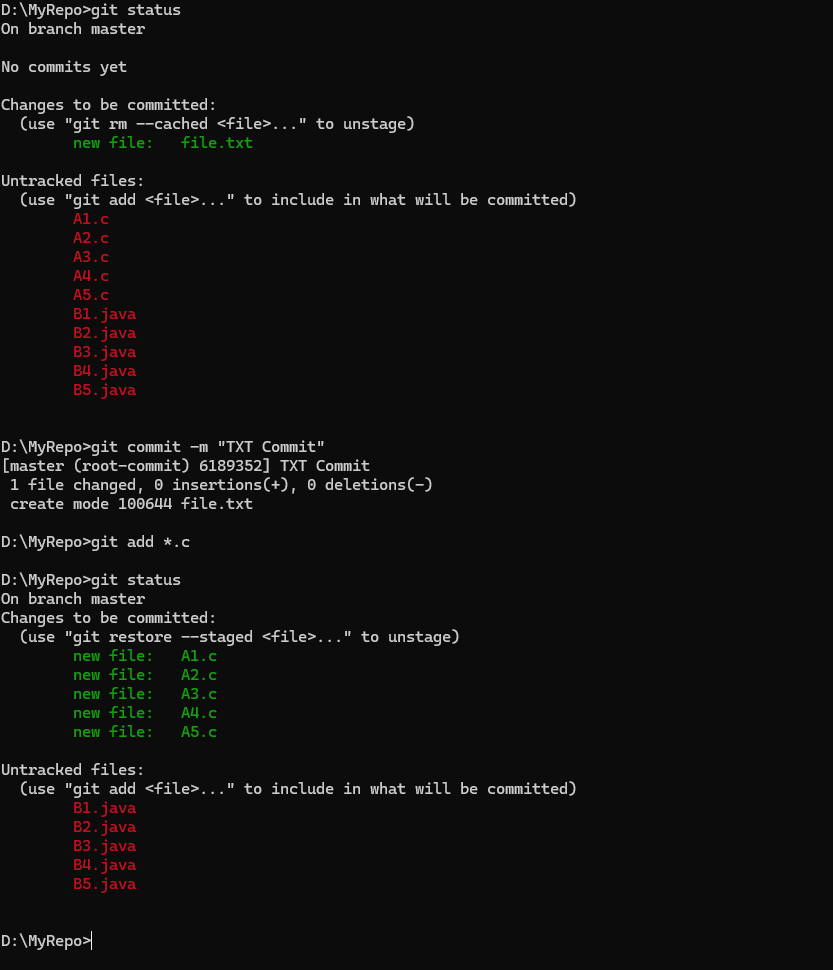 D:\MyRepo>git status
On branch master
No commits yet
Changes to be committed:
  (use "git rm --cached <file>..." to unstage)
        new file:   file.txt
Untracked files:
  (use "git add <file>..." to include in what will be committed)
        A1.c
        A2.c
        A3.c
        A4.c
        A5.c
        B1.java
        B2.java
        B3.java
        B4.java
        B5.java
D:\MyRepo>git commit -m "TXT Commit"
[master (root-commit) 6189352] TXT Commit
 1 file changed, 0 insertions(+), 0 deletions(-)
 create mode 100644 file.txt
D:\MyRepo>git add *.c
D:\MyRepo>git status
On branch master
Changes to be committed:
  (use "git restore --staged <file>..." to unstage)
        new file:   A1.c
        new file:   A2.c
        new file:   A3.c
        new file:   A4.c
        new file:   A5.c
Untracked files:
  (use "git add <file>..." to include in what will be committed)
        B1.java
        B2.java
        B3.java
        B4.java
        B5.java
D:\MyRepo>